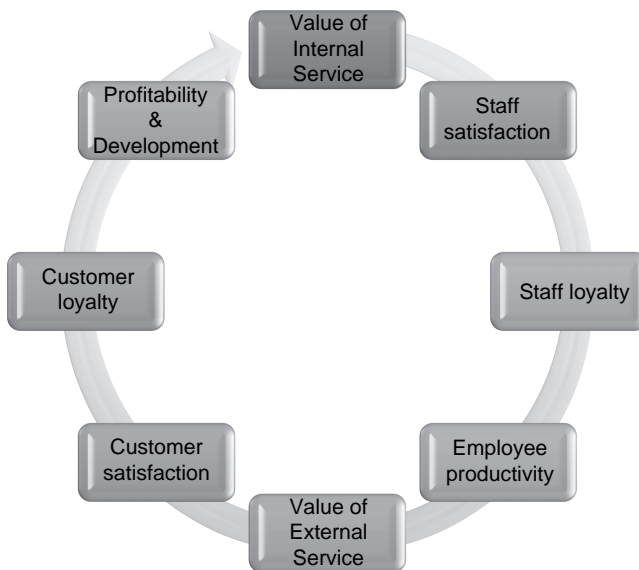 Value of
Internal
Service
Staff
satisfaction
Staff loyalty
Employee
productivity
Value of
External
Service
Customer
satisfaction
Customer
loyalty
Profitability
&
Development